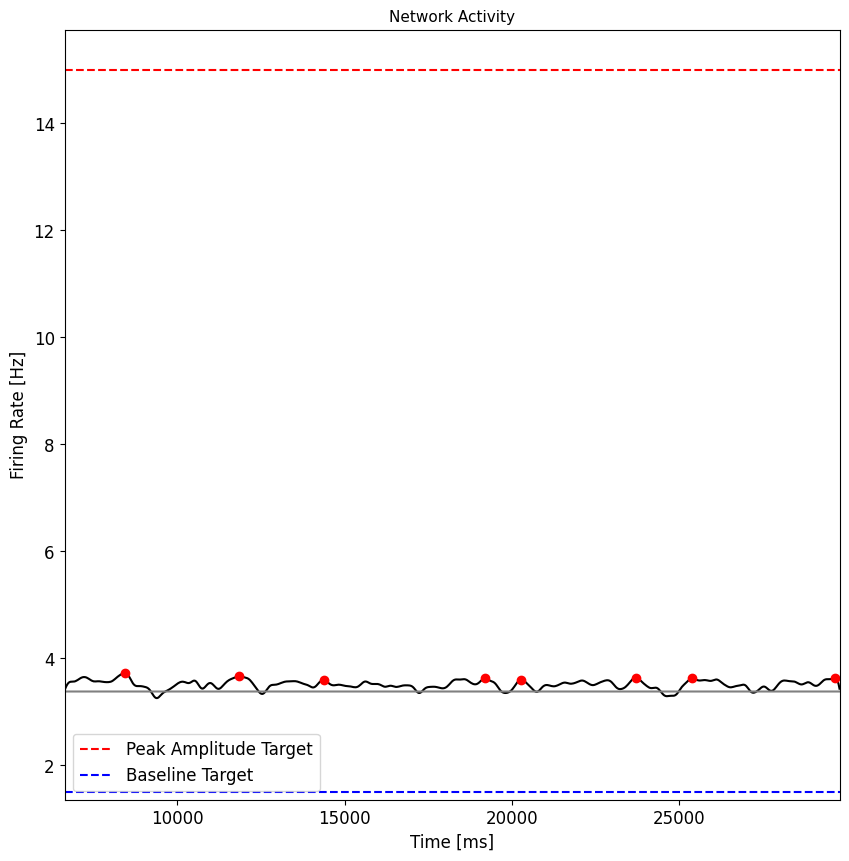 Network Activity
14
12
10
8
6
4
2
Firing Rate [Hz]
Peak Amplitude Target
Baseline Target
10000
15000
20000
25000
Time [ms]